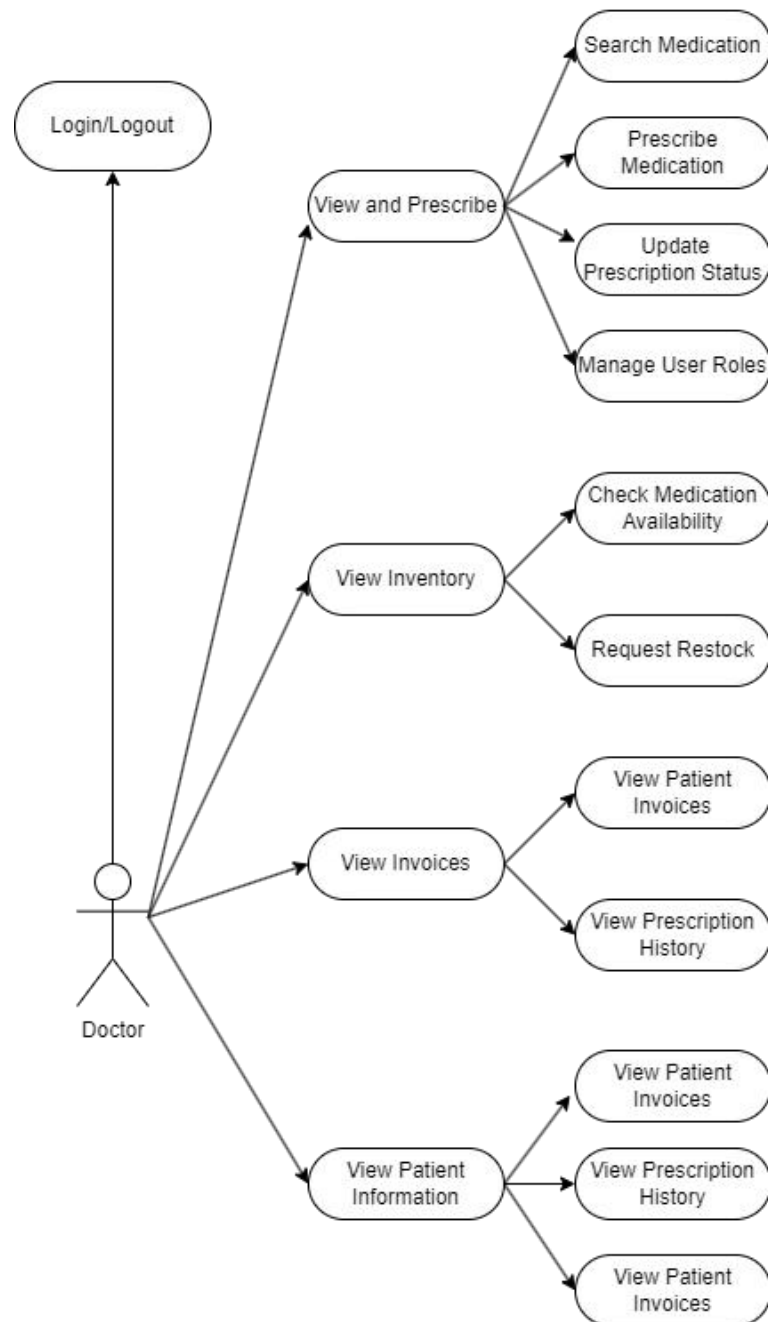 Search Medication
Login/Logout
Prescribe
Medication
View and Prescribe
Update
Prescription Status
Manage User Roles
Check Medication
Availability
View Inventory
Request Restock
View Patient
Invoices
View Invoices
View Prescription
History
Doctor
View Patient
Invoices
View Patient
Information
View Prescription
History
View Patient
Invoices